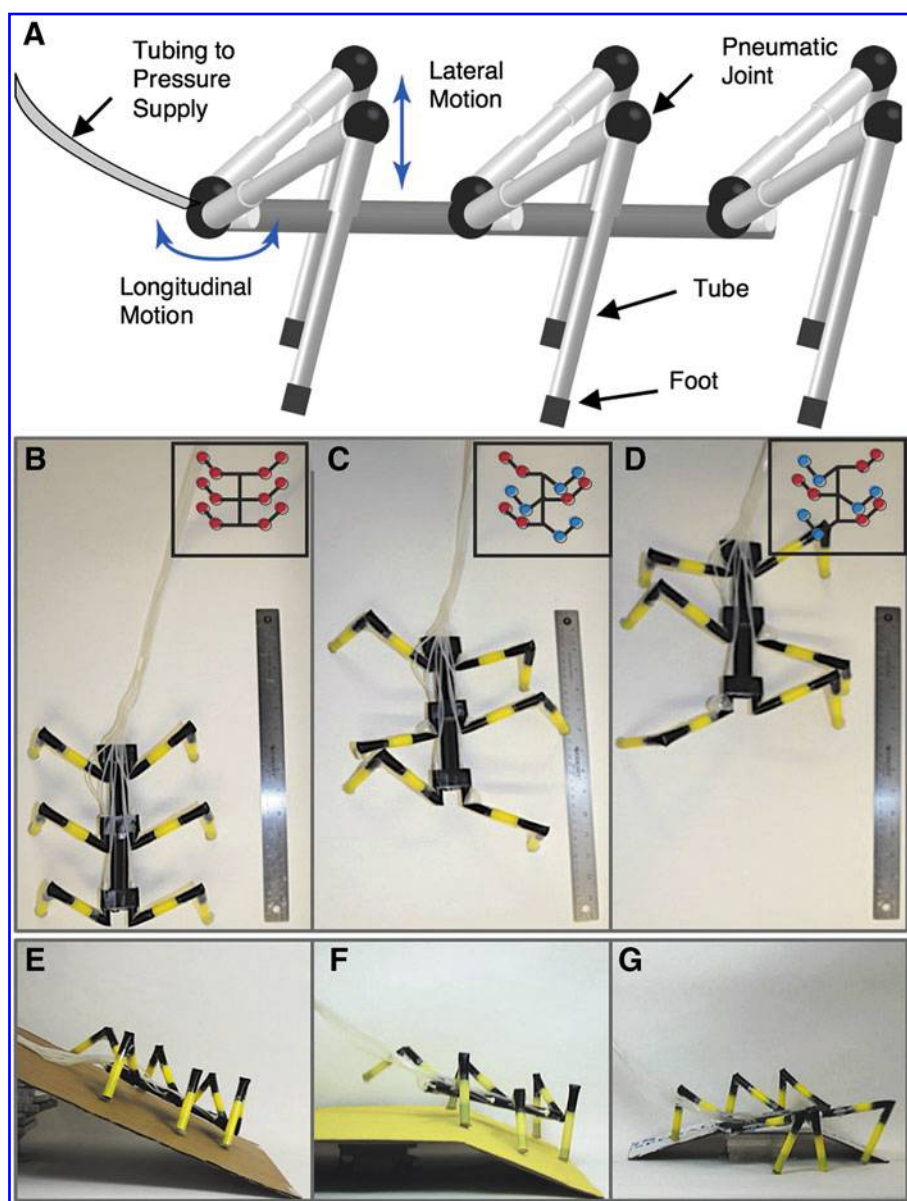 A
Tubing to
Pressure
Supply
Lateral
Motion
Pneumatic
Joint
Longitudinal
Motion
Tube
Foot
B
C
D
E
F
G